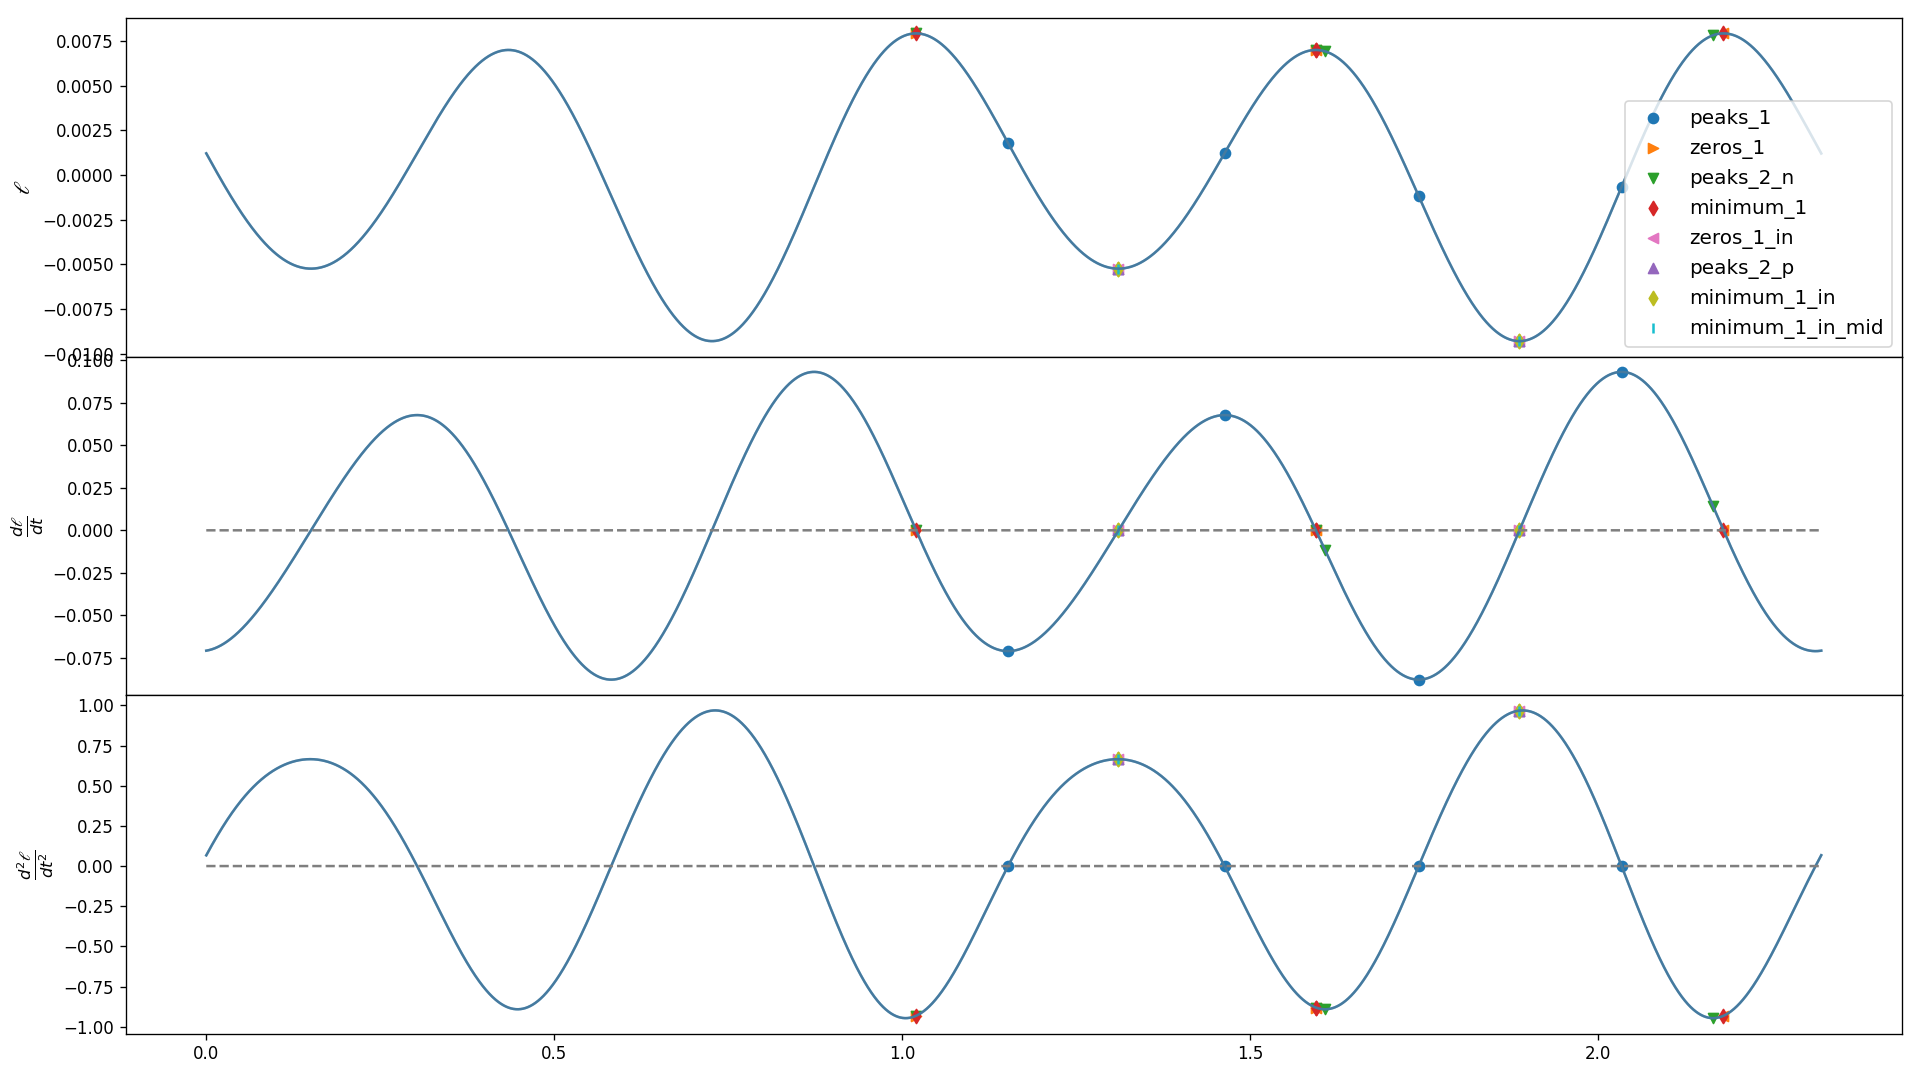 0.0075
0.0050
0.0025
0.0000
−0.0025
−0.0050
−0.0075
−0.0100
ℓ
peaks_1
zeros_1
peaks_2_n
minimum_1
zeros_1_in
peaks_2_p
minimum_1_in
minimum_1_in_mid
0.100
0.075
0.050
0.025
0.000
−0.025
−0.050
−0.075
dℓ
dt
1.00
0.75
0.50
0.25
0.00
−0.25
−0.50
−0.75
−1.00
d²ℓ
dt²
0.0 0.5 1.0 1.5 2.0